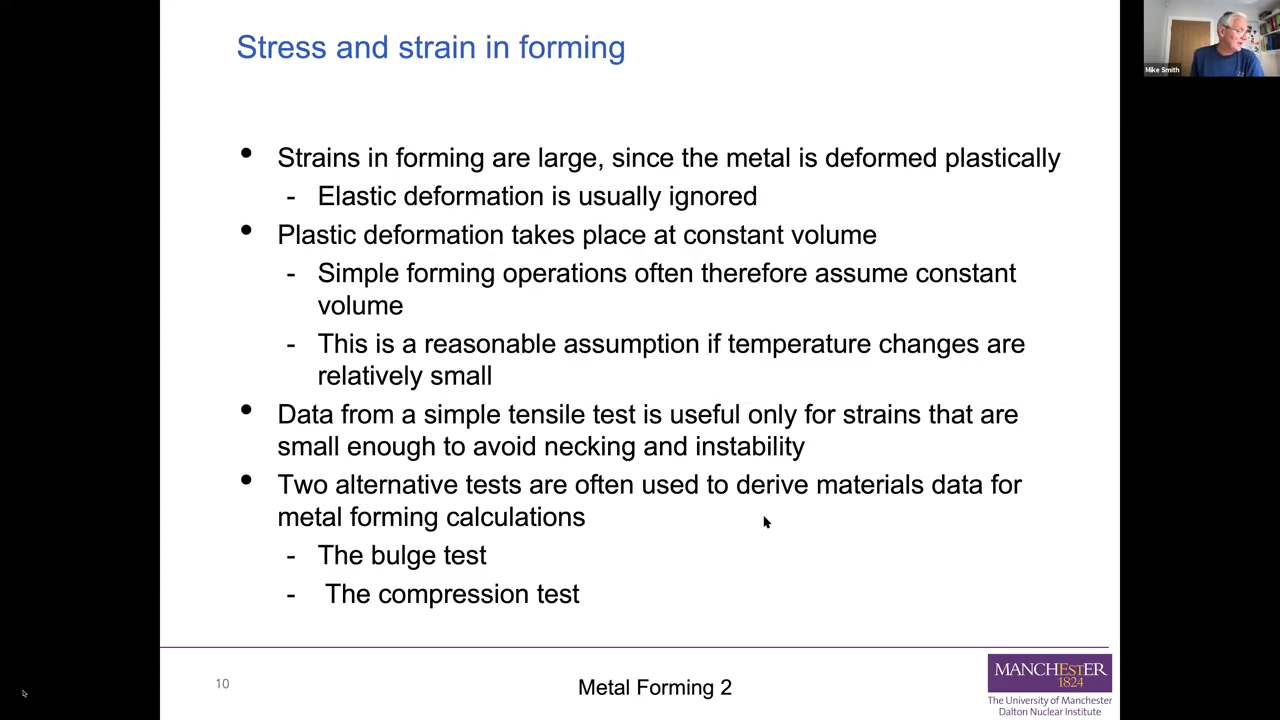 Stress and strain in forming
Mike Smith
• Strains in forming are large, since the metal is deformed plastically
- Elastic deformation is usually ignored
• Plastic deformation takes place at constant volume
- Simple forming operations often therefore assume constant
volume
- This is a reasonable assumption if temperature changes are
relatively small
• Data from a simple tensile test is useful only for strains that are
small enough to avoid necking and instability
• Two alternative tests are often used to derive materials data for
metal forming calculations
- The bulge test
- The compression test
10
Metal Forming 2
MANCHESTER
1824
The University of Manchester
Dalton Nuclear Institute